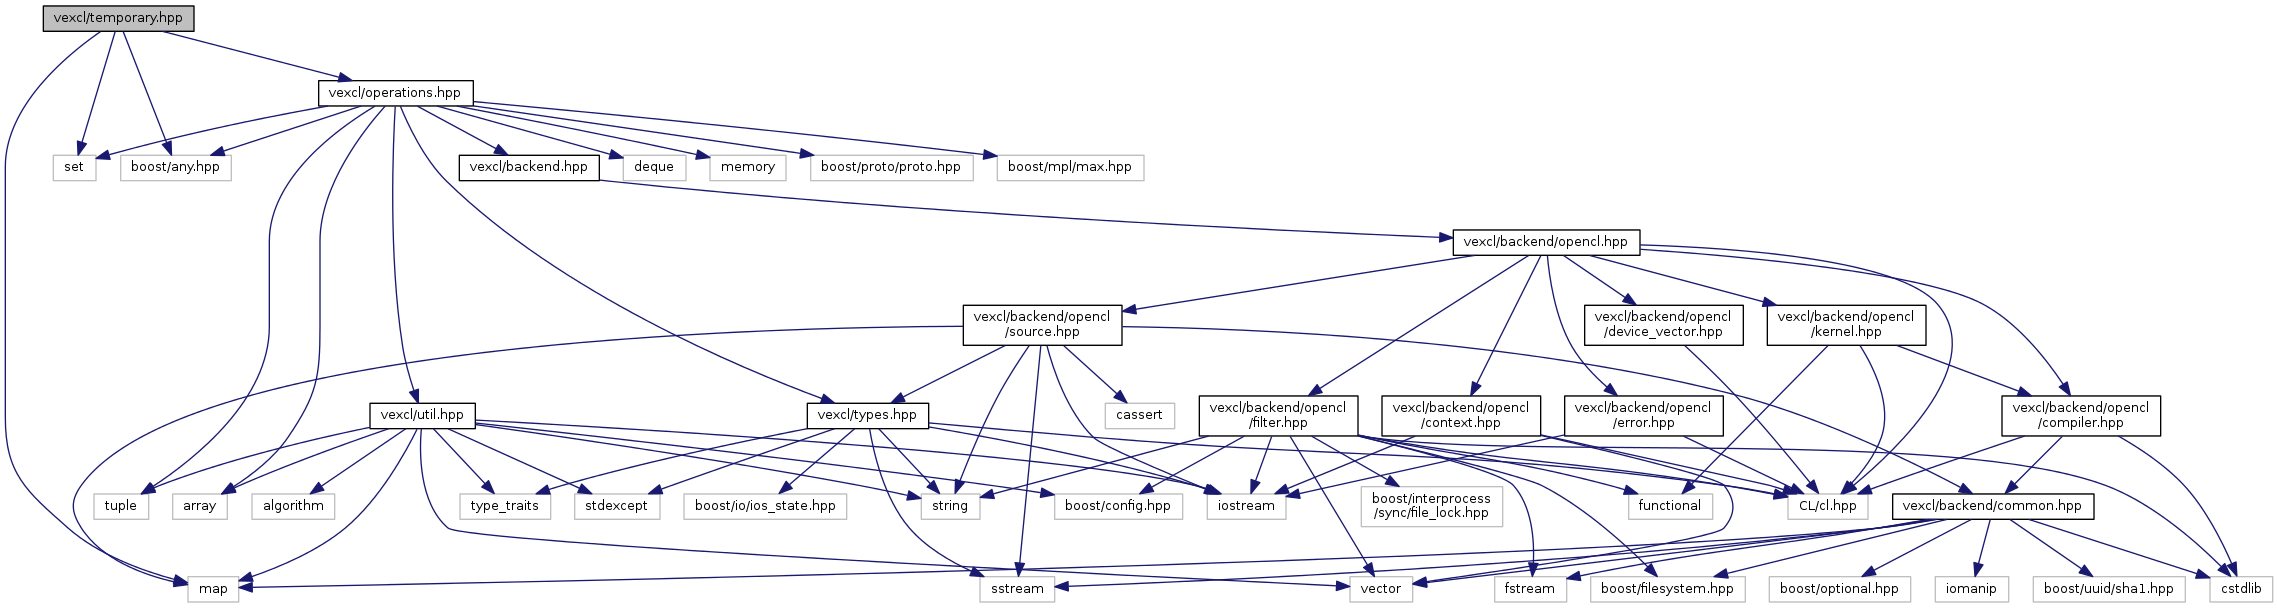 vexcl/temporary.hpp
vexcl/operations.hpp
set
boost/any.hpp
vexcl/backend.hpp
deque
memory
boost/proto/proto.hpp
boost/mpl/max.hpp
vexcl/backend/opencl.hpp
vexcl/backend/opencl
/source.hpp
vexcl/backend/opencl
/device_vector.hpp
vexcl/backend/opencl
/kernel.hpp
vexcl/util.hpp
vexcl/types.hpp
cassert
vexcl/backend/opencl
/filter.hpp
vexcl/backend/opencl
/context.hpp
vexcl/backend/opencl
/error.hpp
vexcl/backend/opencl
/compiler.hpp
tuple
array
algorithm
type_traits
stdexcept
boost/io/ios_state.hpp
string
boost/config.hpp
iostream
boost/interprocess
/sync/file_lock.hpp
functional
CL/cl.hpp
vexcl/backend/common.hpp
map
sstream
vector
fstream
boost/filesystem.hpp
boost/optional.hpp
iomanip
boost/uuid/sha1.hpp
cstdlib